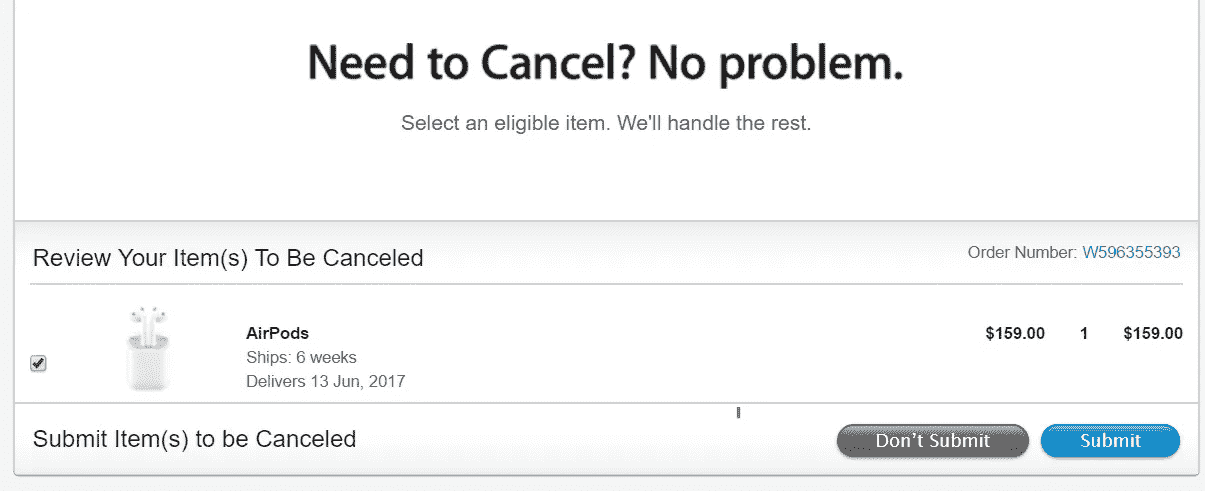 Need to Cancel? No problem.
Select an eligible item. We'll handle the rest.
Review Your Item(s) To Be Canceled
Order Number: W596355393
AirPods
$159.00 1 $159.00
Ships: 6 weeks
Delivers 13 Jun, 2017
Submit Item(s) to be Canceled
Don't Submit
Submit